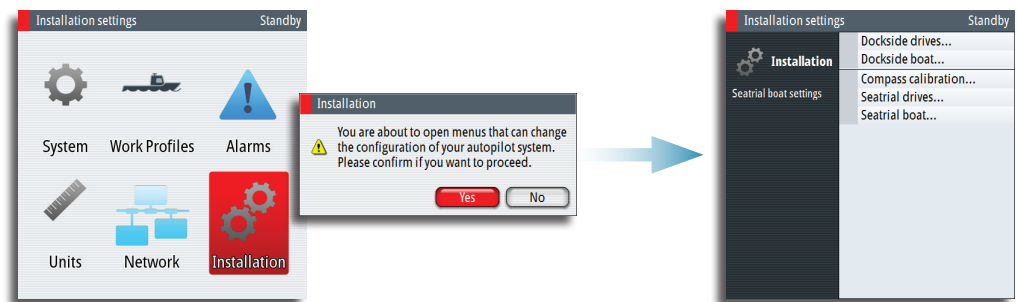 Installation settings Standby
System Work Profiles Alarms
Units Network Installation
Installation
You are about to open menus that can change
the configuration of your autopilot system.
Please confirm if you want to proceed.
Yes No
Installation settings Standby
Installation
Seatrial boat settings
Dockside drives...
Dockside boat...
Compass calibration...
Seatrial drives...
Seatrial boat...